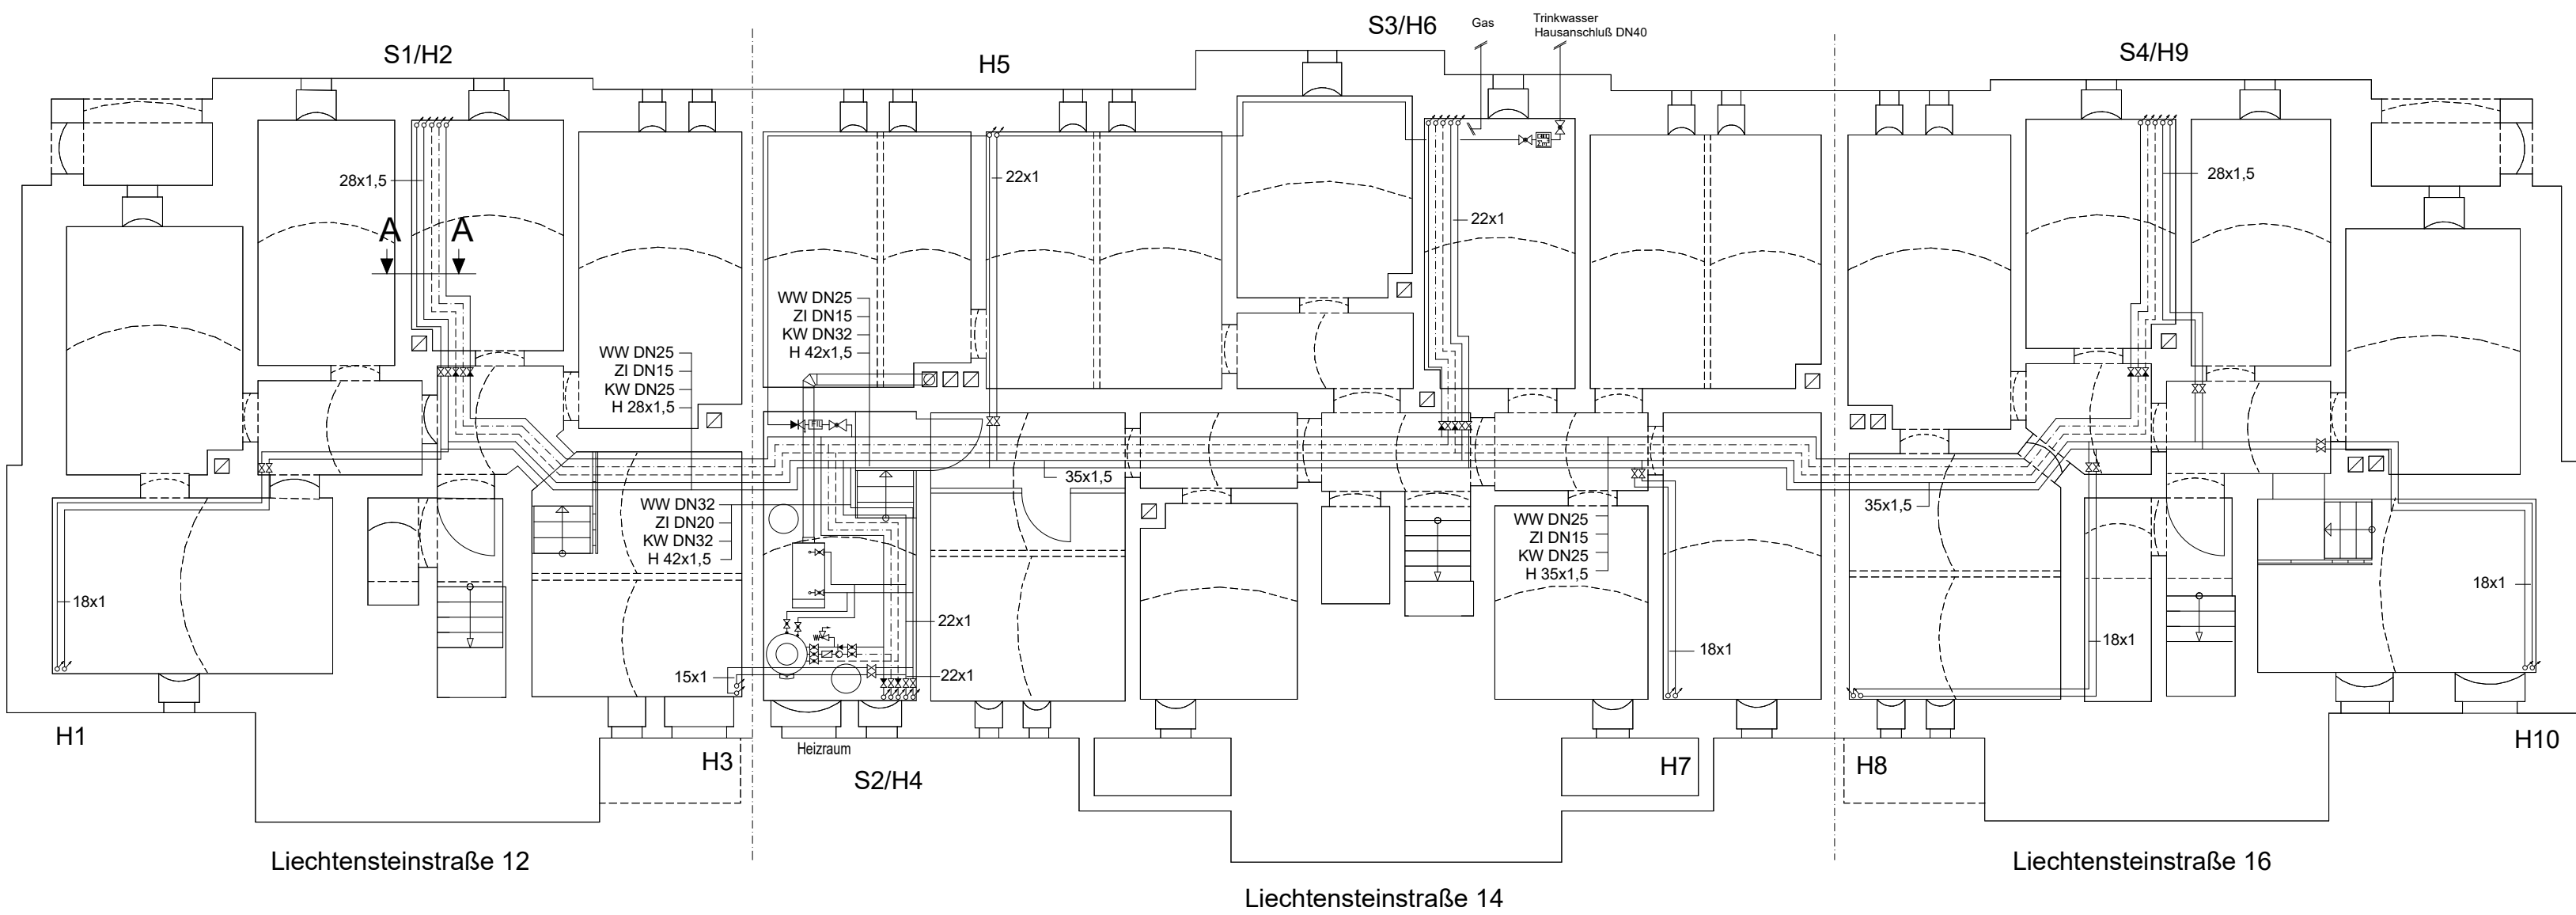 S3/H6
Gas
Trinkwasser
Hausanschluß DN40
S1/H2
H5
S4/H9
28x1,5
22x1
28x1,5
22x1
A
A
WW DN25
ZI DN15
KW DN32
H 42x1,5
WW DN25
ZI DN15
KW DN25
H 28x1,5
35x1,5
WW DN32
ZI DN20
KW DN32
H 42x1,5
WW DN25
ZI DN15
KW DN25
H 35x1,5
35x1,5
18x1
18x1
22x1
18x1
18x1
15x1
22x1
H1
H3
Heizraum
S2/H4
H7
H8
H10
Liechtensteinstraße 12
Liechtensteinstraße 16
Liechtensteinstraße 14